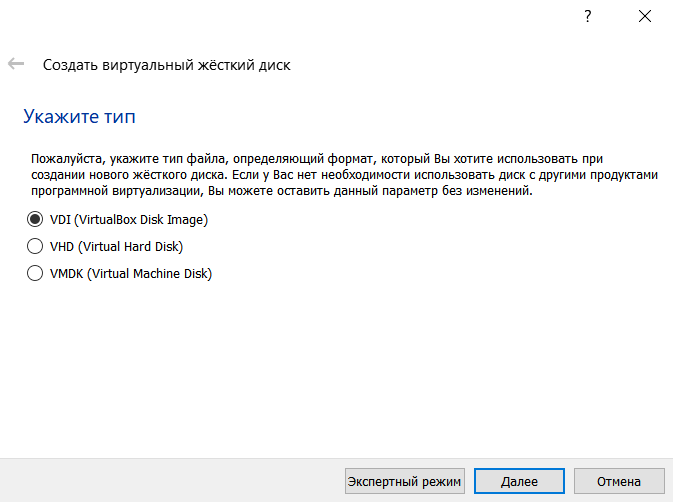 ?
Создать виртуальный жёсткий диск
Укажите тип
Пожалуйста, укажите тип файла, определяющий формат, который Вы хотите использовать при
создании нового жёсткого диска. Если у Вас нет необходимости использовать диск с другими продуктами
программной виртуализации, Вы можете оставить данный параметр без изменений.
VDI (VirtualBox Disk Image)
VHD (Virtual Hard Disk)
VMDK (Virtual Machine Disk)
Экспертный режим Далее Отмена